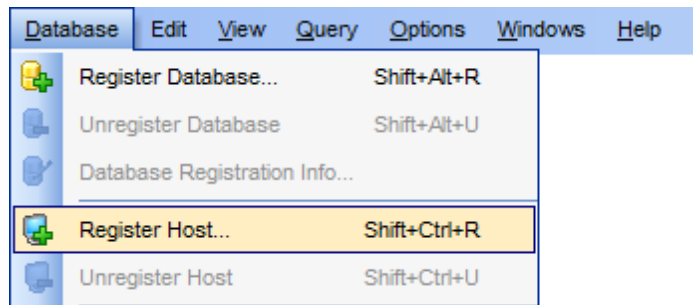 Database Edit View Query Options Windows Help
Register Database... Shift+Alt+R
Unregister Database Shift+Alt+U
Database Registration Info...
Register Host... Shift+Ctrl+R
Unregister Host Shift+Ctrl+U